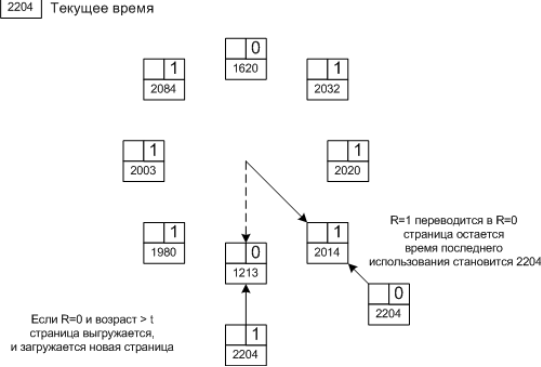 2204 Текущее время
0
1620
1
2084
1
2032
1
2003
1
2020
1
1980
0
1213
1
2014
R=1 переводится в R=0
страница остается
время последнего
использования становится 2204
0
2204
Если R=0 и возраст > t
страница выгружается,
и загружается новая страница
1
2204